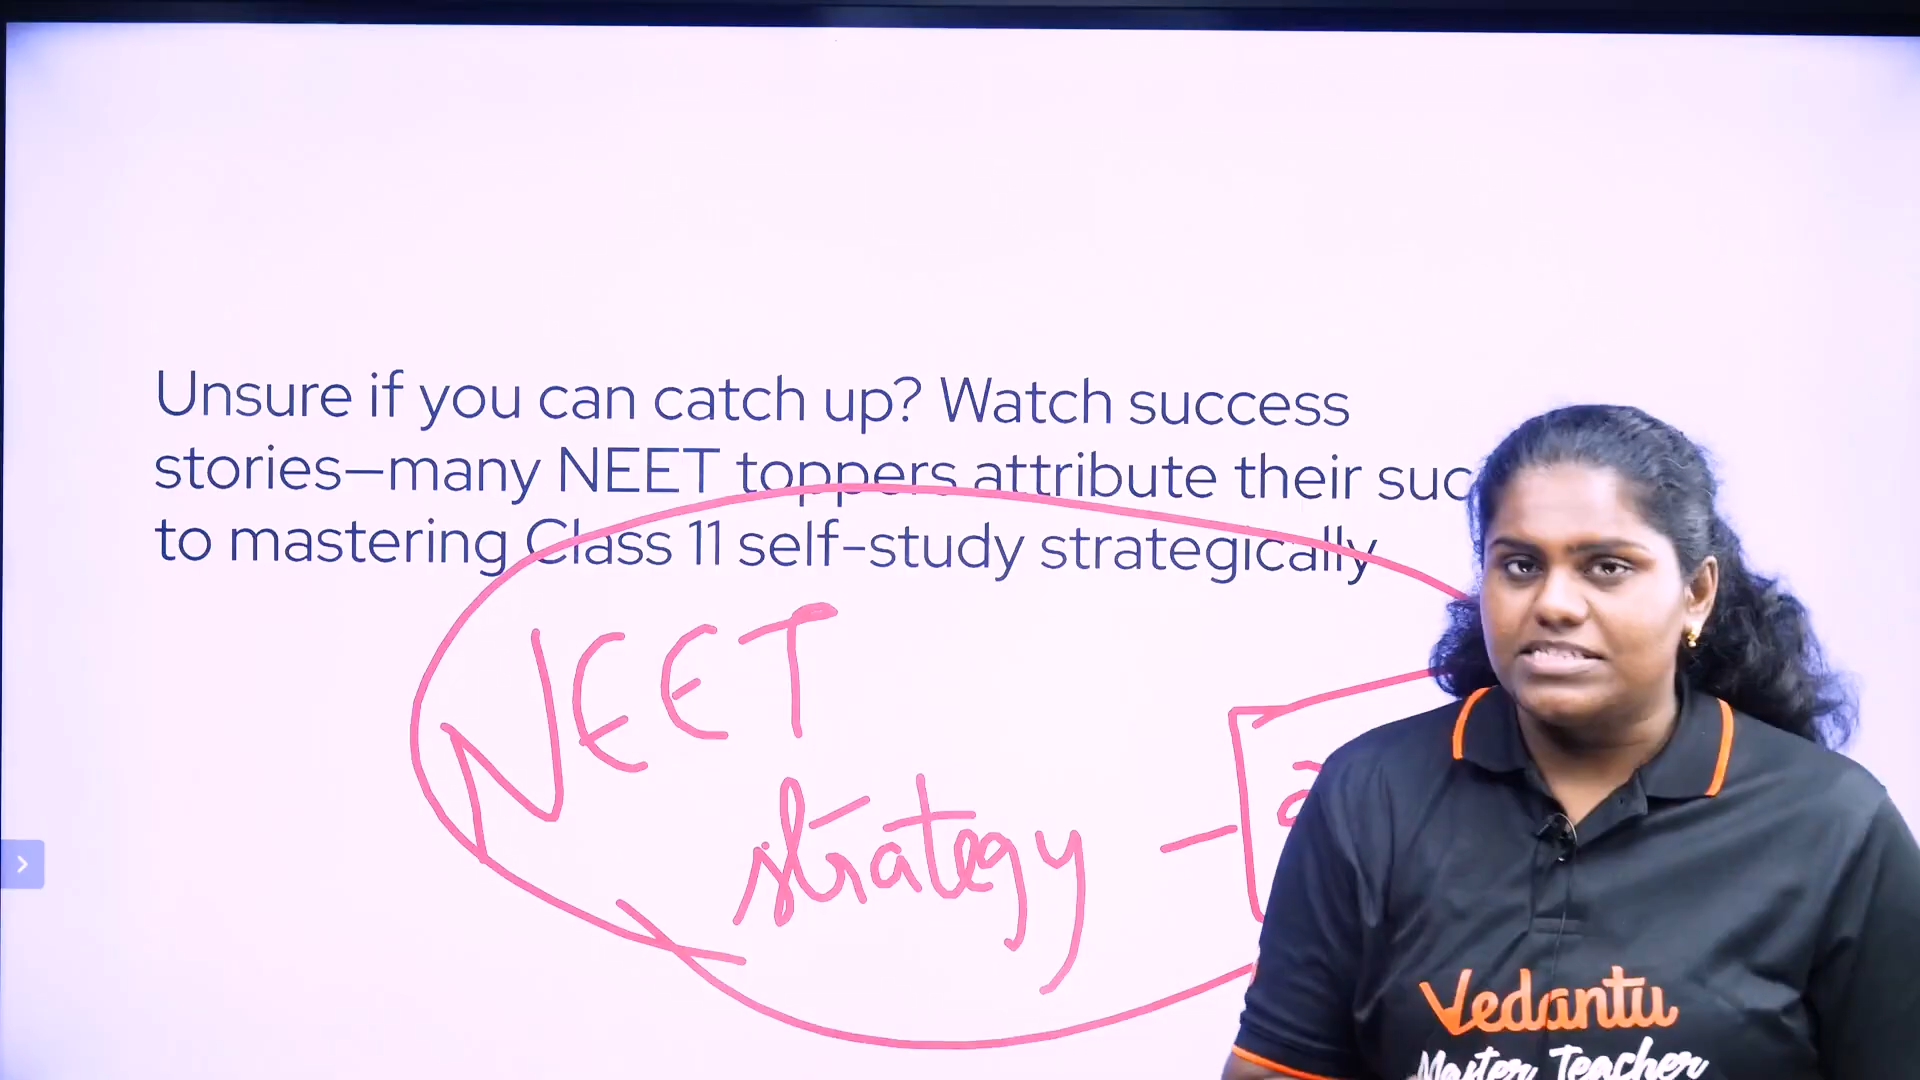 Unsure if you can catch up? Watch success
stories—many NEET toppers attribute their suc
to mastering Class 11 self-study strategically
NEET
strategy
Vedantu
Master Teacher